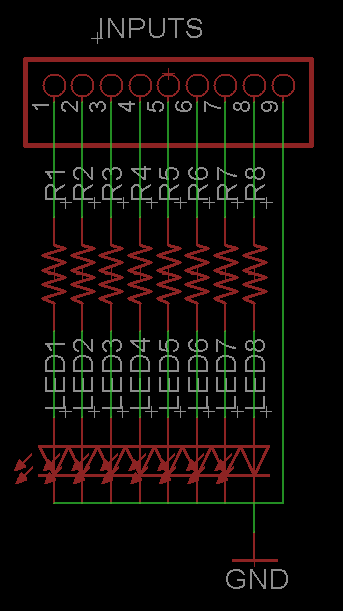 INPUTS
1 2 3 4 5 6 7 8 9
R1 R2 R3 R4 R5 R6 R7 R8
LED1 LED2 LED3 LED4 LED5 LED6 LED7 LED8
GND